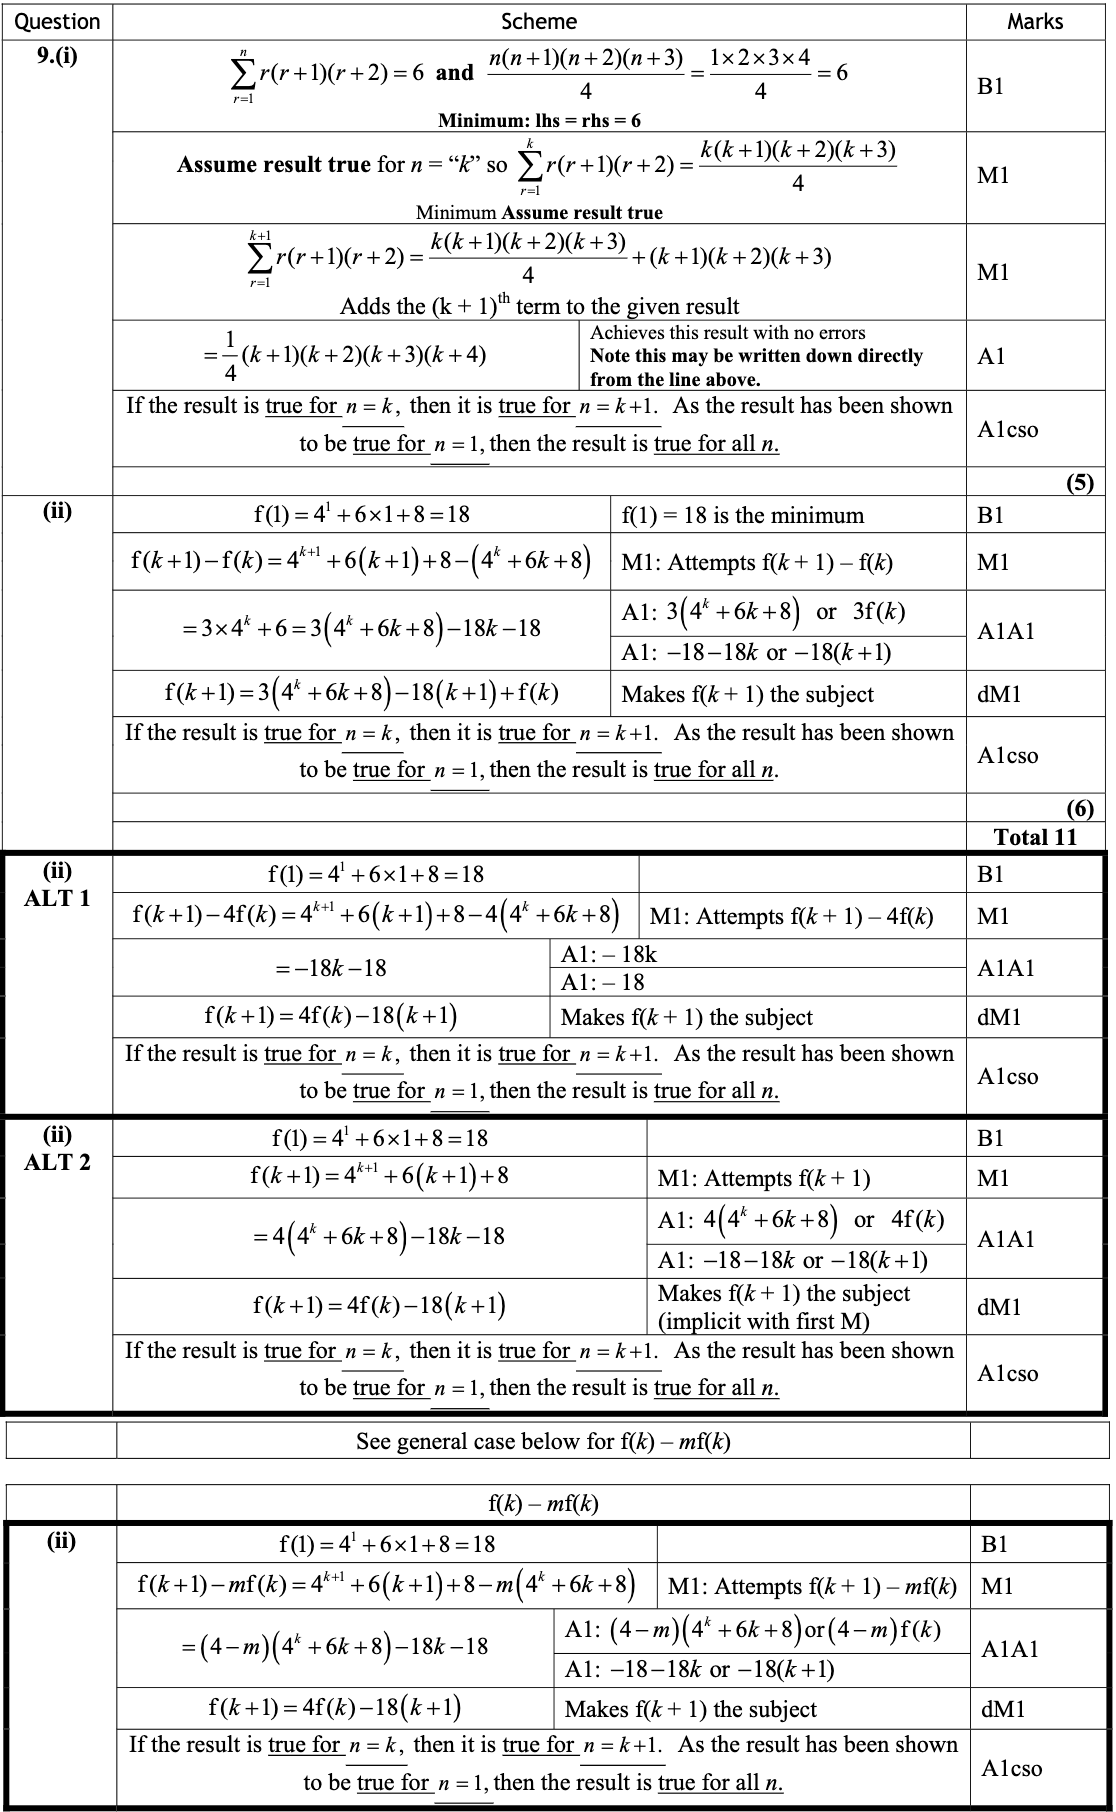 Question Scheme Marks
9.(i) \sum_{r=1}^{n} r(r+1)(r+2) = 6 and \frac{n(n+1)(n+2)(n+3)}{4} = \frac{1×2×3×4}{4} = 6 B1
Minimum: lhs = rhs = 6
Assume result true for n = “k” so \sum_{r=1}^{k} r(r+1)(r+2) = \frac{k(k+1)(k+2)(k+3)}{4} M1
Minimum Assume result true
\sum_{r=1}^{k+1} r(r+1)(r+2) = \frac{k(k+1)(k+2)(k+3)}{4} + (k+1)(k+2)(k+3) M1
Adds the (k + 1)^{th} term to the given result
= \frac{1}{4}(k+1)(k+2)(k+3)(k+4) Achieves this result with no errors A1
Note this may be written down directly
from the line above.
If the result is true for n = k, then it is true for n = k+1. As the result has been shown A1cso
to be true for n = 1, then the result is true for all n.
(5)
(ii) f(1) = 4^1 + 6×1+8 = 18 f(1) = 18 is the minimum B1
f(k+1) − f(k) = 4^{k+1} + 6(k+1)+8−(4^k + 6k+8) M1: Attempts f(k + 1) – f(k) M1
= 3×4^k + 6 = 3(4^k + 6k+8)−18k−18 A1: 3(4^k + 6k+8) or 3f(k) A1A1
A1: −18−18k or −18(k+1)
f(k+1) = 3(4^k + 6k+8)−18(k+1)+f(k) Makes f(k + 1) the subject dM1
If the result is true for n = k, then it is true for n = k+1. As the result has been shown A1cso
to be true for n = 1, then the result is true for all n.
(6)
Total 11
(ii) f(1) = 4^1 + 6×1+8 = 18 B1
ALT 1
f(k+1) − 4f(k) = 4^{k+1} + 6(k+1)+8−4(4^k + 6k+8) M1: Attempts f(k + 1) – 4f(k) M1
= −18k −18 A1: – 18k A1A1
A1: – 18
f(k+1) = 4f(k)−18(k+1) Makes f(k + 1) the subject dM1
If the result is true for n = k, then it is true for n = k+1. As the result has been shown A1cso
to be true for n = 1, then the result is true for all n.
(ii) f(1) = 4^1 + 6×1+8 = 18 B1
ALT 2
f(k+1) = 4^{k+1} + 6(k+1)+8 M1: Attempts f(k + 1) M1
= 4(4^k + 6k+8)−18k−18 A1: 4(4^k + 6k+8) or 4f(k) A1A1
A1: −18−18k or −18(k+1)
f(k+1) = 4f(k)−18(k+1) Makes f(k + 1) the subject dM1
(implicit with first M)
If the result is true for n = k, then it is true for n = k+1. As the result has been shown A1cso
to be true for n = 1, then the result is true for all n.
See general case below for f(k) – mf(k)
f(k) – mf(k)
(ii) f(1) = 4^1 + 6×1+8 = 18 B1
f(k+1) − mf(k) = 4^{k+1} + 6(k+1)+8−m(4^k + 6k+8) M1: Attempts f(k + 1) – mf(k) M1
= (4−m)(4^k + 6k+8)−18k−18 A1: (4−m)(4^k + 6k+8) or (4−m)f(k) A1A1
A1: −18−18k or −18(k+1)
f(k+1) = 4f(k)−18(k+1) Makes f(k + 1) the subject dM1
If the result is true for n = k, then it is true for n = k+1. As the result has been shown A1cso
to be true for n = 1, then the result is true for all n.